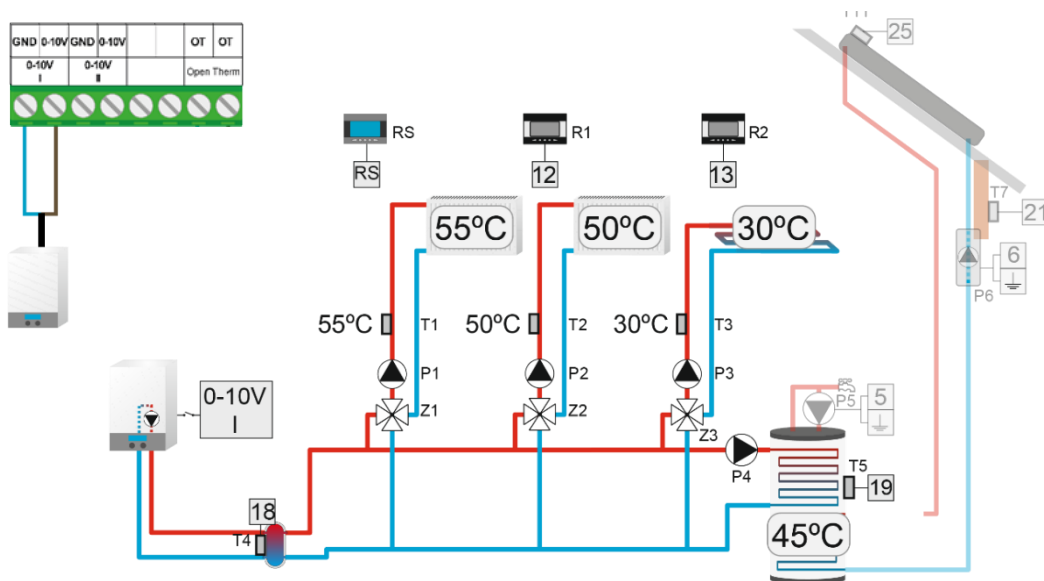 GND 0-10V GND 0-10V OT OT
0-10V 0-10V Open Therm
I II
25
RS R1 R2
RS 12 13
T7
21
55ºC 50ºC 30ºC
6
P6
55ºC T1 50ºC T2 30ºC T3
P1 P2 P3
P5 5
0-10V
I
Z1 Z2 Z3
P4
T5
19
18
T4
45ºC